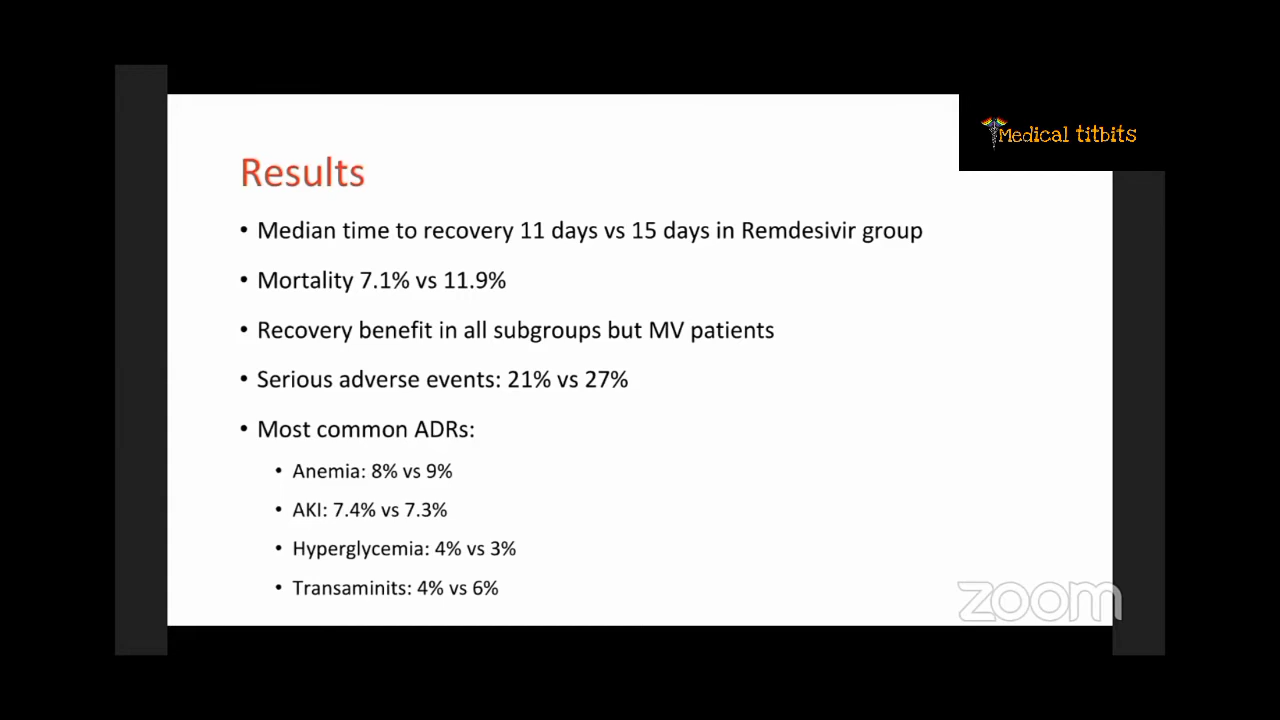 Medical titbits
Results
• Median time to recovery 11 days vs 15 days in Remdesivir group
• Mortality 7.1% vs 11.9%
• Recovery benefit in all subgroups but MV patients
• Serious adverse events: 21% vs 27%
• Most common ADRs:
• Anemia: 8% vs 9%
• AKI: 7.4% vs 7.3%
• Hyperglycemia: 4% vs 3%
• Transaminits: 4% vs 6%
zoom